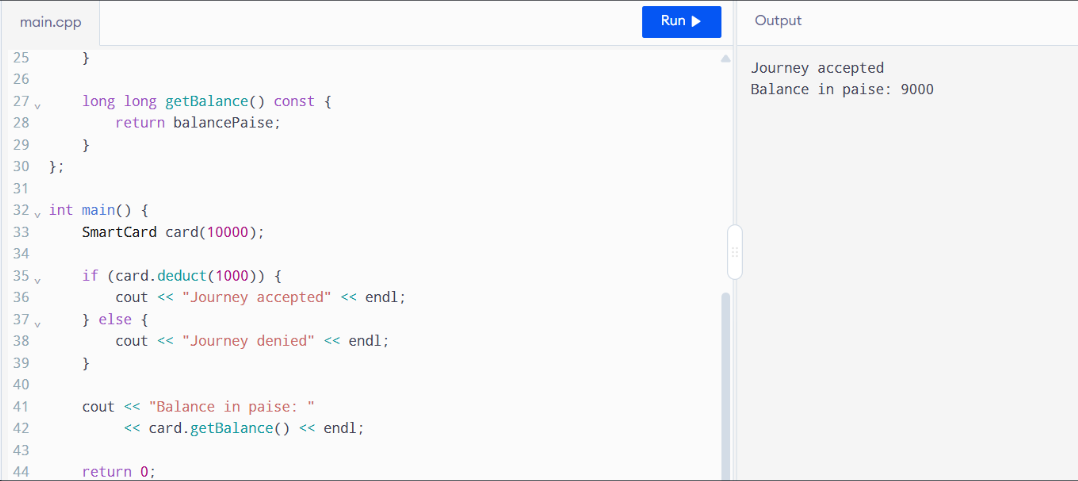 main.cpp
Run
Output
25     }
26
27     long long getBalance() const {
28         return balancePaise;
29     }
30 };
31
32 int main() {
33     SmartCard card(10000);
34
35     if (card.deduct(1000)) {
36         cout << "Journey accepted" << endl;
37     } else {
38         cout << "Journey denied" << endl;
39     }
40
41     cout << "Balance in paise: "
42          << card.getBalance() << endl;
43
44     return 0;
Journey accepted
Balance in paise: 9000